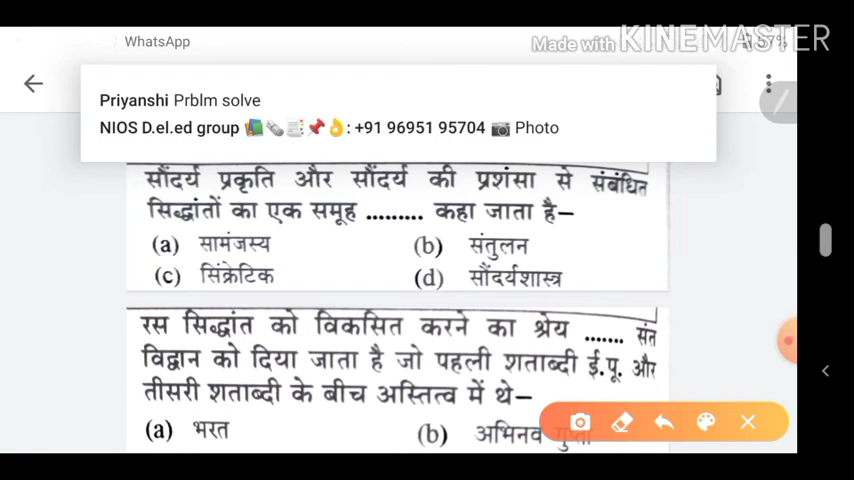 WhatsApp
57%
Made with KINEMASTER
Priyanshi Prblm solve
NIOS D.el.ed group 📚🗞️📑📌👌: +91 96951 95704 📷 Photo
सौंदर्य प्रकृति और सौंदर्य की प्रशंसा से संबंधित
सिद्धांतों का एक समूह ......... कहा जाता है–
(a) सामंजस्य (b) संतुलन
(c) सिंक्रेटिक (d) सौंदर्यशास्त्र
रस सिद्धांत को विकसित करने का श्रेय ....... संत
विद्वान को दिया जाता है जो पहली शताब्दी ई.पू. और
तीसरी शताब्दी के बीच अस्तित्व में थे–
(a) भरत (b) अभिनव गुप्ता